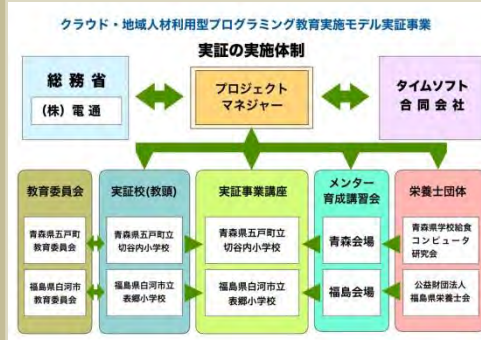 クラウド・地域人材利用型プログラミング教育実施モデル実証事業
実証の実施体制
総務省
(株)電通
プロジェクト
マネジャー
タイムソフト
合同会社
教育委員会
青森県五戸町
教育委員会
福島県白河市
教育委員会
実証校(教頭)
青森県五戸町立
切谷内小学校
福島県白河市立
表郷小学校
実証事業講座
青森県五戸町立
切谷内小学校
福島県白河市立
表郷小学校
メンター
育成講習会
青森会場
福島会場
栄養士団体
青森県学校給食
コンピュータ
研究会
公益財団法人
福島県栄養士会